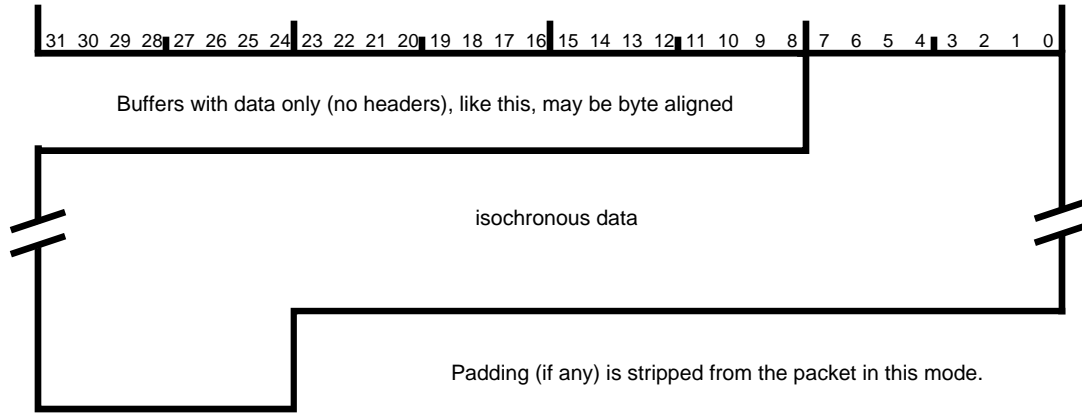 31 30 29 28 27 26 25 24 23 22 21 20 19 18 17 16 15 14 13 12 11 10 9 8 7 6 5 4 3 2 1 0
Buffers with data only (no headers), like this, may be byte aligned
isochronous data
Padding (if any) is stripped from the packet in this mode.